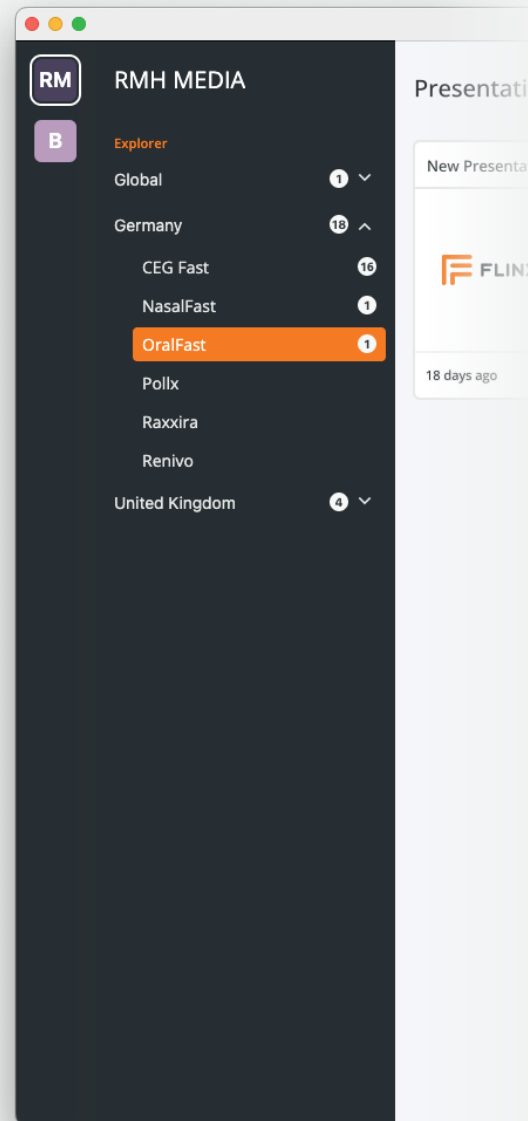 RM
B
RMH MEDIA
Explorer
Global 1
Germany 18
CEG Fast 16
NasalFast 1
OralFast 1
Pollx
Raxxira
Renivo
United Kingdom 4
Presentati
New Presenta
FLIN
18 days ago